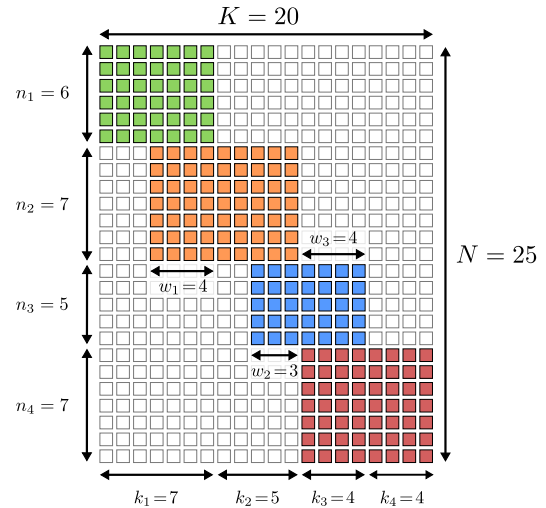 K = 20
n₁ = 6
n₂ = 7
w₃ = 4
N = 25
w₁ = 4
n₃ = 5
w₂ = 3
n₄ = 7
k₁ = 7
k₂ = 5
k₃ = 4
k₄ = 4